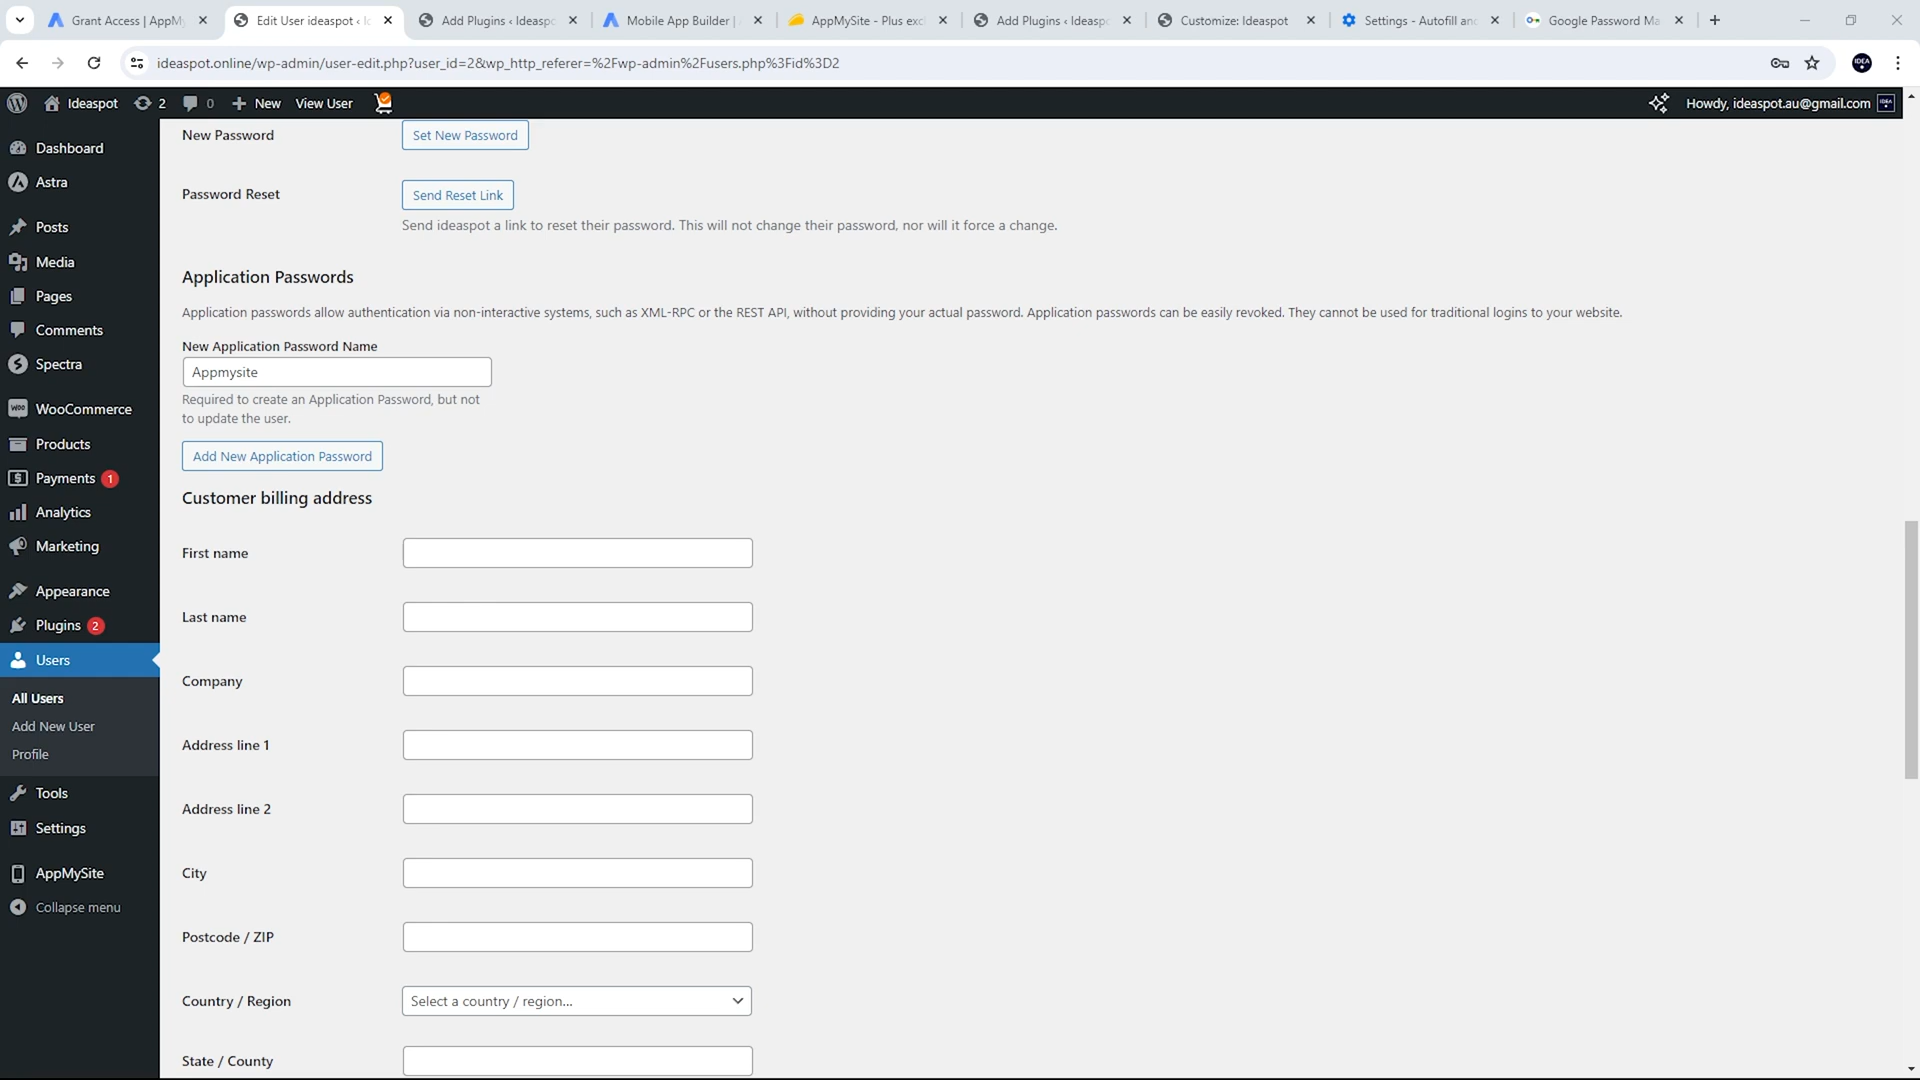 Grant Access | AppMy
Edit User ideaspot ‹ Ic
Add Plugins ‹ Ideaspo
Mobile App Builder |
AppMySite - Plus exc
Add Plugins ‹ Ideaspo
Customize: Ideaspot
Settings - Autofill and
Google Password Ma
ideaspot.online/wp-admin/user-edit.php?user_id=2&wp_http_referer=%2Fwp-admin%2Fusers.php%3Fid%3D2
IDEA
Ideaspot
2
0
New
View User
Howdy, ideaspot.au@gmail.com
Dashboard
Astra
Posts
Media
Pages
Comments
Spectra
WooCommerce
Products
Payments 1
Analytics
Marketing
Appearance
Plugins 2
Users
All Users
Add New User
Profile
Tools
Settings
AppMySite
Collapse menu
New Password
Set New Password
Password Reset
Send Reset Link
Send ideaspot a link to reset their password. This will not change their password, nor will it force a change.
Application Passwords
Application passwords allow authentication via non-interactive systems, such as XML-RPC or the REST API, without providing your actual password. Application passwords can be easily revoked. They cannot be used for traditional logins to your website.
New Application Password Name
Appmysite
Required to create an Application Password, but not
to update the user.
Add New Application Password
Customer billing address
First name
Last name
Company
Address line 1
Address line 2
City
Postcode / ZIP
Country / Region
Select a country / region...
State / County